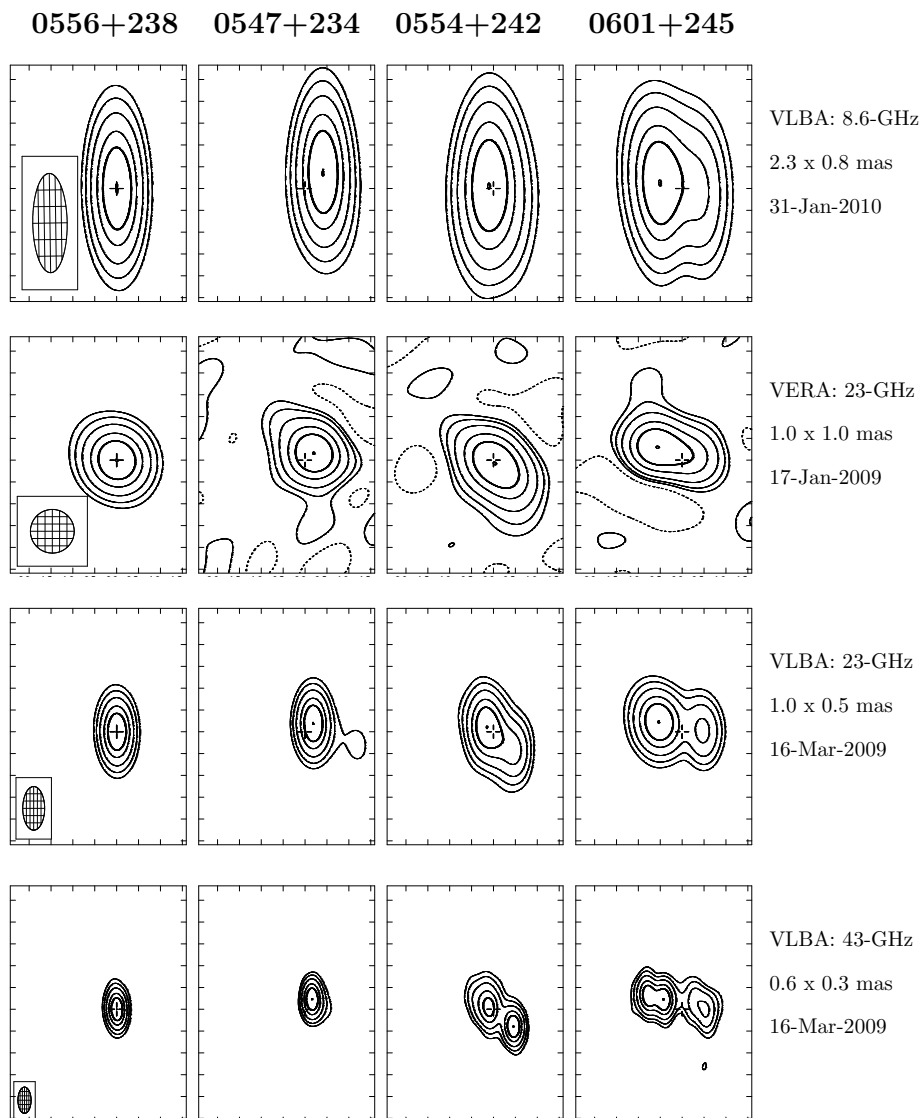 0556+238 0547+234 0554+242 0601+245
VLBA: 8.6-GHz
2.3 x 0.8 mas
31-Jan-2010
VERA: 23-GHz
1.0 x 1.0 mas
17-Jan-2009
VLBA: 23-GHz
1.0 x 0.5 mas
16-Mar-2009
VLBA: 43-GHz
0.6 x 0.3 mas
16-Mar-2009